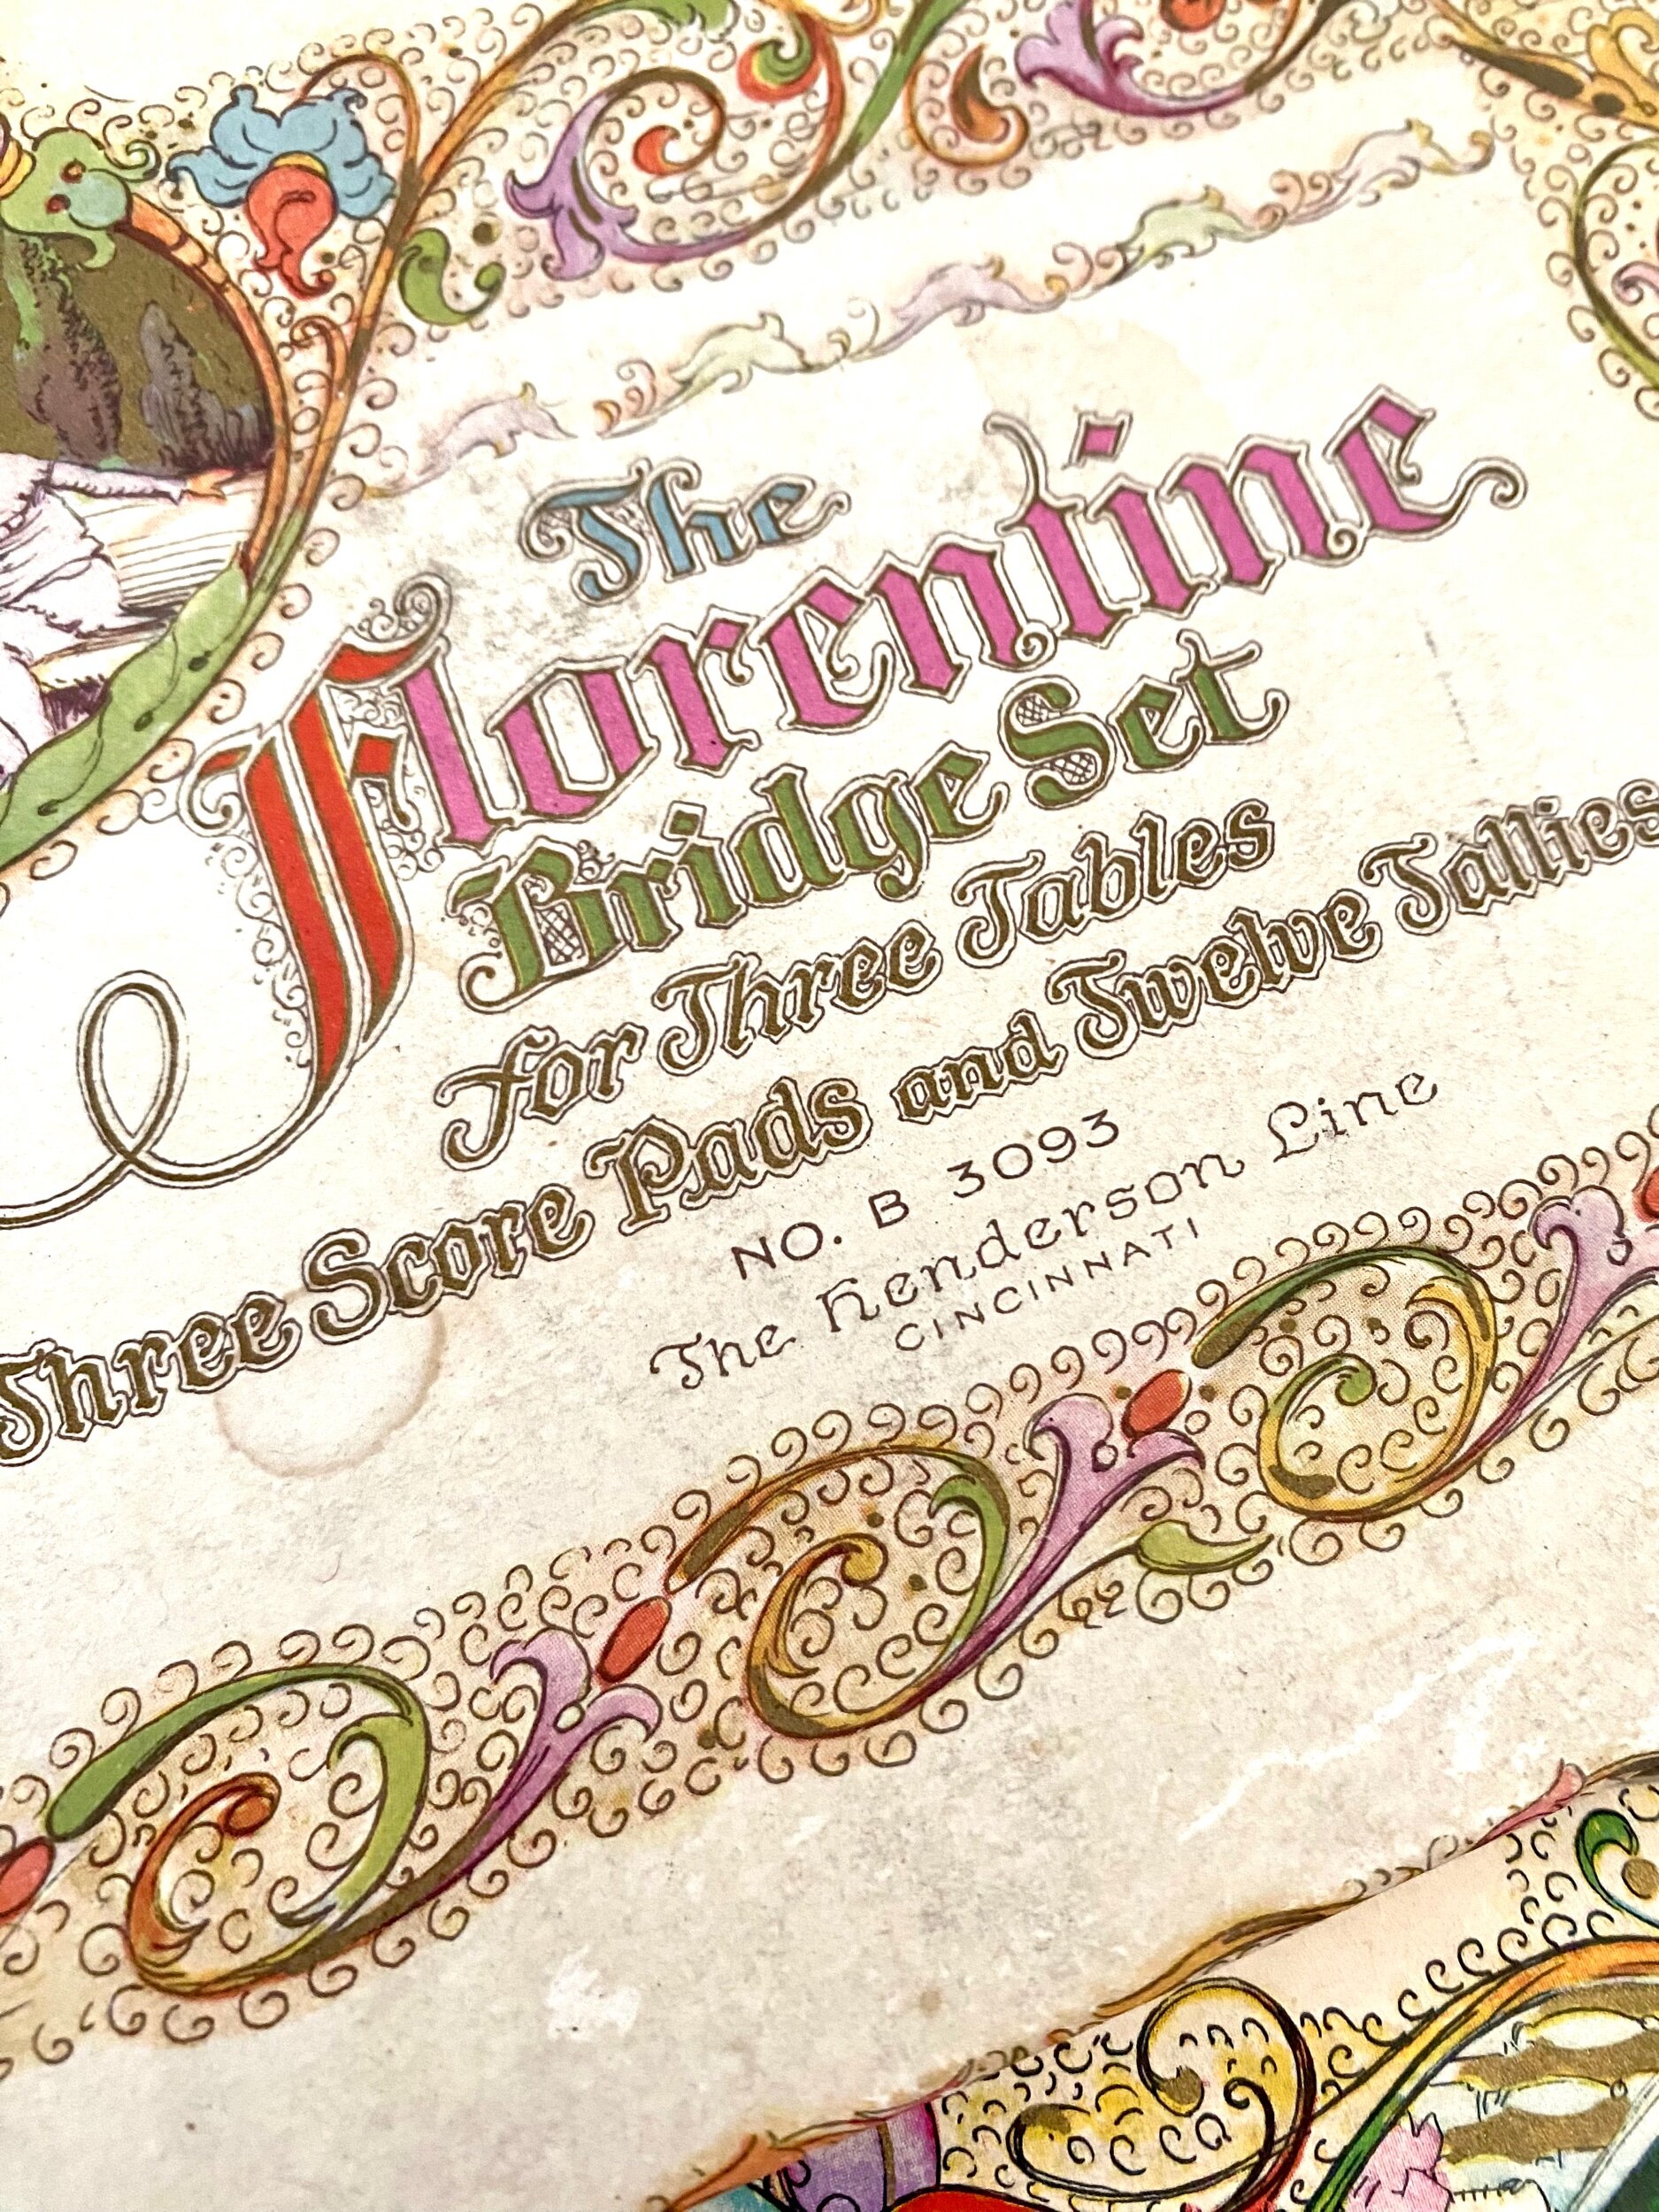 The
Florentine
Bridge Set
for Three Tables
Three Score Pads and Twelve Tallies
NO. B 3093
The Henderson Line
CINCINNATI